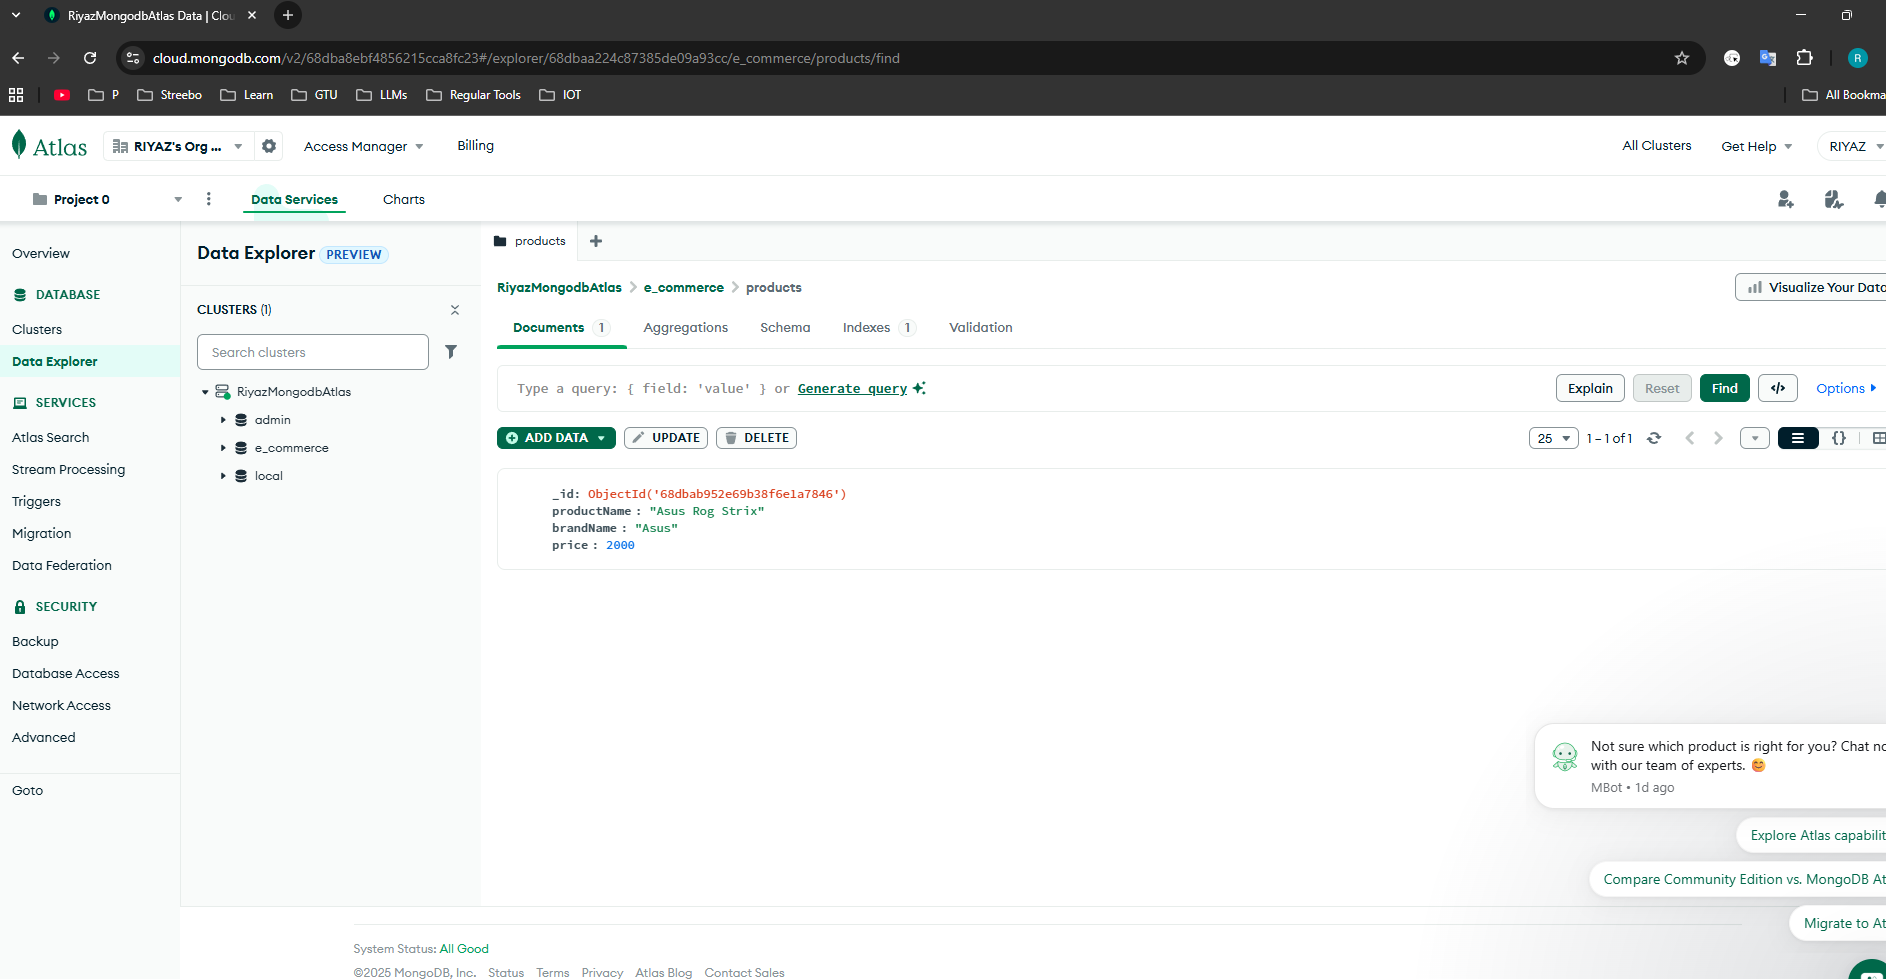 RiyazMongodbAtlas Data | Clou
cloud.mongodb.com/v2/68dba8ebf4856215cca8fc23#/explorer/68dbaa224c87385de09a93cc/e_commerce/products/find
R
P
Streebo
Learn
GTU
LLMs
Regular Tools
IOT
All Bookma
Atlas
RIYAZ's Org ...
Access Manager
Billing
All Clusters
Get Help
RIYAZ
Project 0
Data Services
Charts
Overview
DATABASE
Clusters
Data Explorer
SERVICES
Atlas Search
Stream Processing
Triggers
Migration
Data Federation
SECURITY
Backup
Database Access
Network Access
Advanced
Goto
Data Explorer PREVIEW
CLUSTERS (1)
Search clusters
RiyazMongodbAtlas
admin
e_commerce
local
products
RiyazMongodbAtlas > e_commerce > products
Visualize Your Data
Documents 1
Aggregations
Schema
Indexes 1
Validation
Type a query: { field: 'value' } or Generate query
Explain
Reset
Find
</>
Options
ADD DATA
UPDATE
DELETE
25
1 – 1 of 1
{}
_id: ObjectId('68dbab952e69b38f6e1a7846')
productName : "Asus Rog Strix"
brandName : "Asus"
price : 2000
Not sure which product is right for you? Chat no
with our team of experts. 😊
MBot • 1d ago
Explore Atlas capabilit
Compare Community Edition vs. MongoDB At
Migrate to At
System Status: All Good
©2025 MongoDB, Inc. Status Terms Privacy Atlas Blog Contact Sales